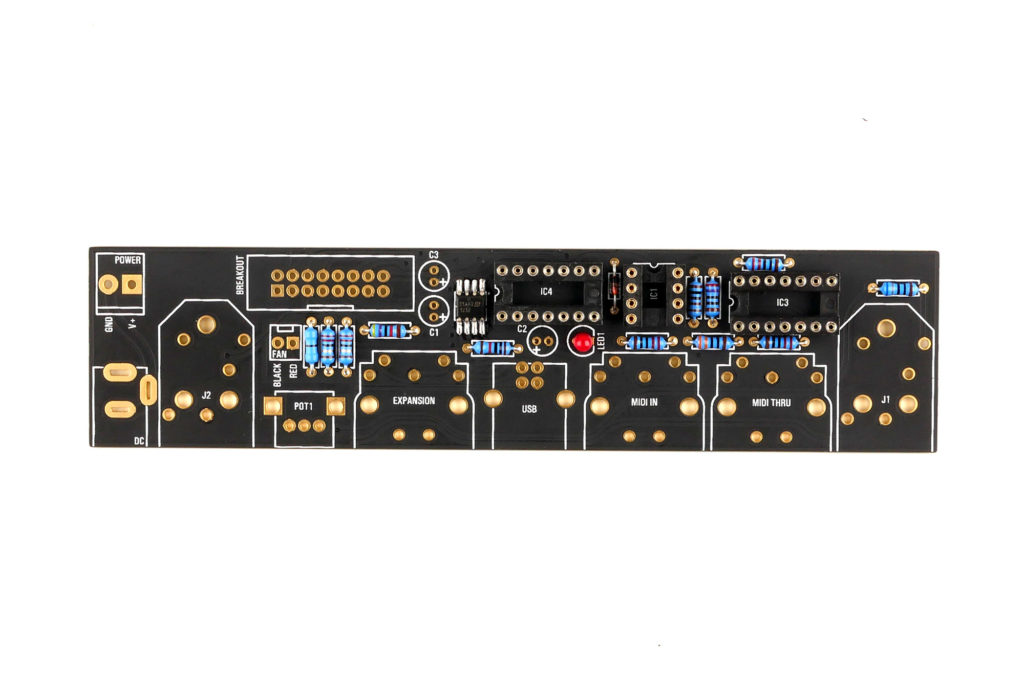 POWER
GND
V+
BREAKOUT
C3
+
C1
+
IC4
IC1
IC3
C2
+
LED1
FAN
BLACK
RED
J2
POT1
EXPANSION
USB
MIDI IN
MIDI THRU
J1
DC